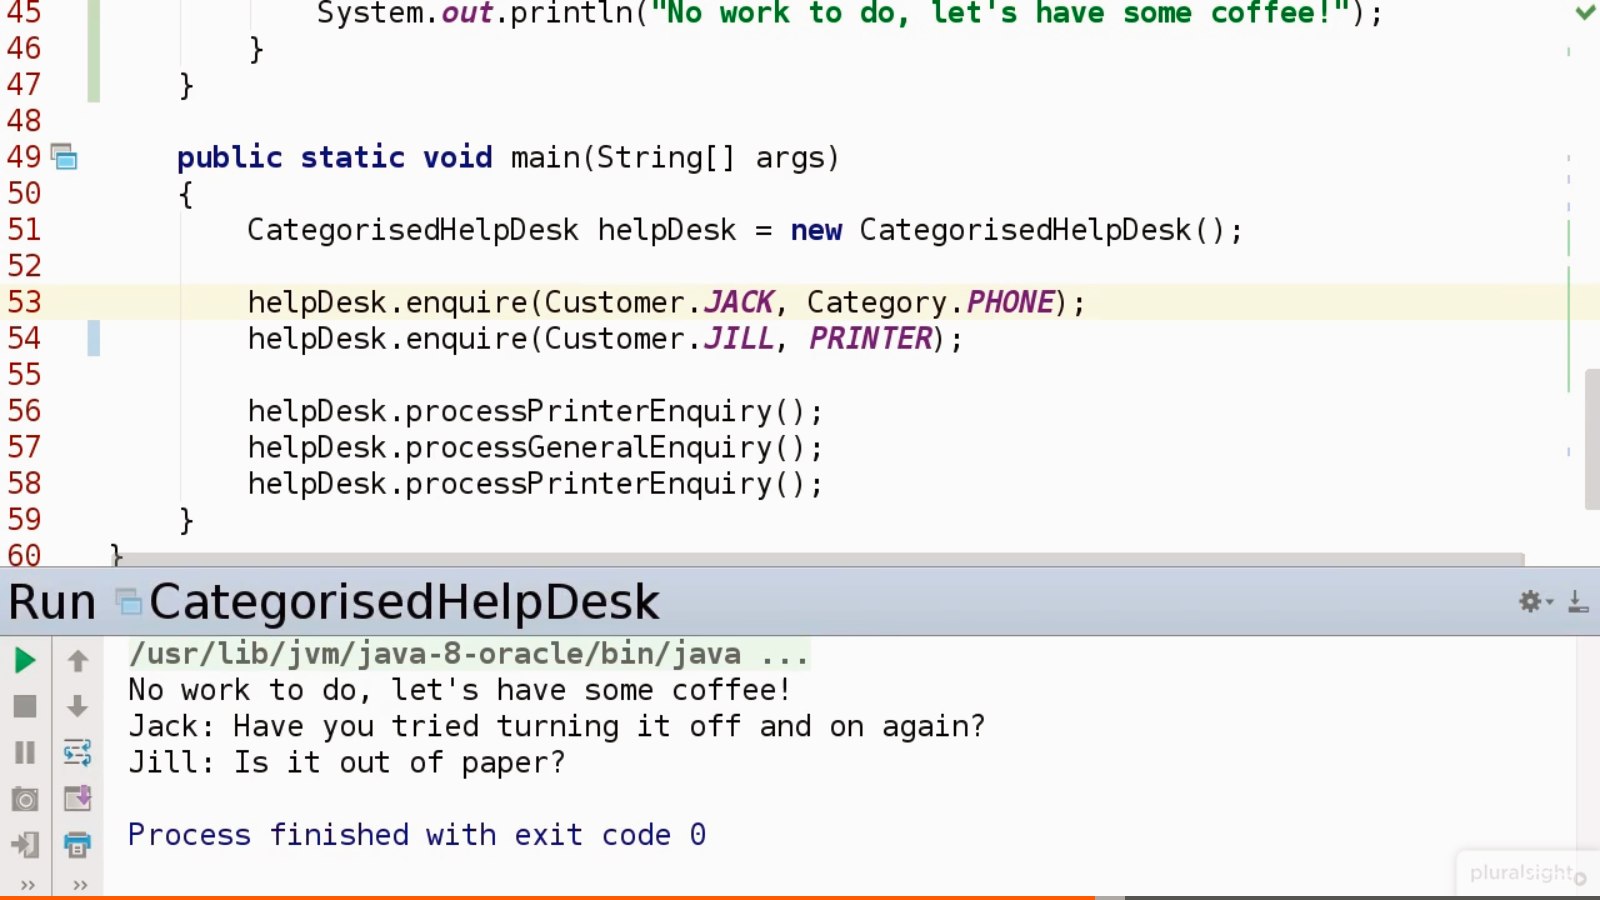 45 System.out.println("No work to do, let's have some coffee!");
46 }
47 }
48
49 public static void main(String[] args)
50 {
51 CategorisedHelpDesk helpDesk = new CategorisedHelpDesk();
52
53 helpDesk.enquire(Customer.JACK, Category.PHONE);
54 helpDesk.enquire(Customer.JILL, PRINTER);
55
56 helpDesk.processPrinterEnquiry();
57 helpDesk.processGeneralEnquiry();
58 helpDesk.processPrinterEnquiry();
59 }
60 }
Run CategorisedHelpDesk
/usr/lib/jvm/java-8-oracle/bin/java ...
No work to do, let's have some coffee!
Jack: Have you tried turning it off and on again?
Jill: Is it out of paper?
Process finished with exit code 0
pluralsight